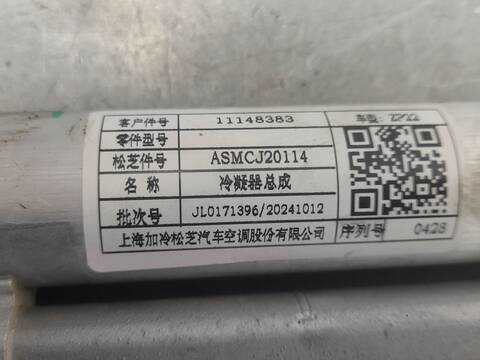 客户件号 11148383 车型:
零件型号
松芝件号 ASMCJ20114
名 称 冷凝器总成
批次号 JL0171396/20241012
上海加冷松芝汽车空调股份有限公司 序列号 0428